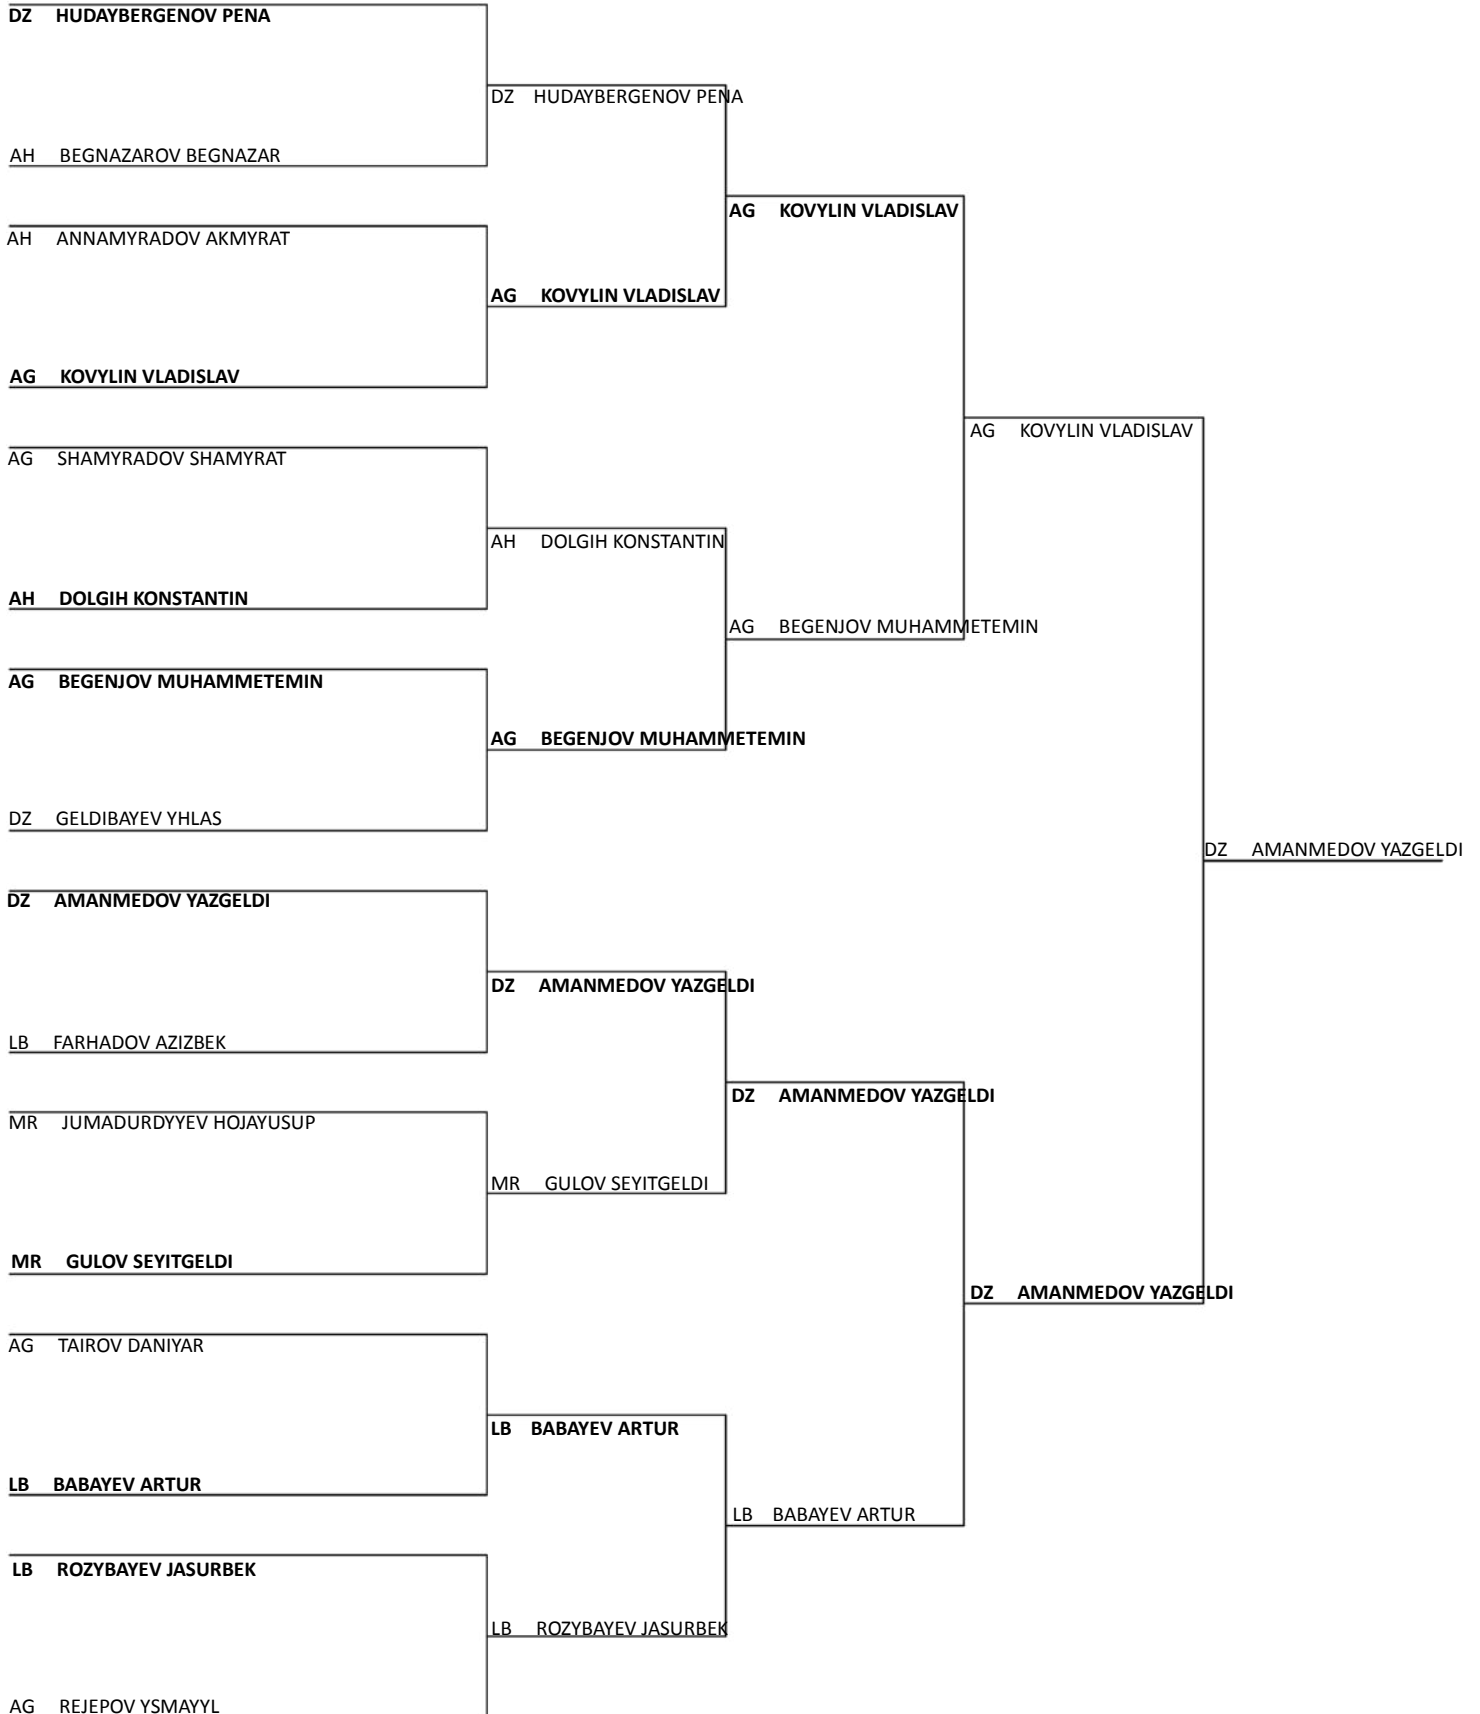 DZ HUDAYBERGENOV PENA
DZ HUDAYBERGENOV PENA
AH BEGNAZAROV BEGNAZAR
AG KOVYLIN VLADISLAV
AH ANNAMYRADOV AKMYRAT
AG KOVYLIN VLADISLAV
AG KOVYLIN VLADISLAV
AG KOVYLIN VLADISLAV
AG SHAMYRADOV SHAMYRAT
AH DOLGIH KONSTANTIN
AH DOLGIH KONSTANTIN
AG BEGENJOV MUHAMMETEMIN
AG BEGENJOV MUHAMMETEMIN
AG BEGENJOV MUHAMMETEMIN
DZ GELDIBAYEV YHLAS
DZ AMANMEDOV YAZGELDI
DZ AMANMEDOV YAZGELDI
DZ AMANMEDOV YAZGELDI
LB FARHADOV AZIZBEK
DZ AMANMEDOV YAZGELDI
MR JUMADURDYYEV HOJAYUSUP
MR GULOV SEYITGELDI
MR GULOV SEYITGELDI
DZ AMANMEDOV YAZGELDI
AG TAIROV DANIYAR
LB BABAYEV ARTUR
LB BABAYEV ARTUR
LB BABAYEV ARTUR
LB ROZYBAYEV JASURBEK
LB ROZYBAYEV JASURBEK
AG REJEPOV YSMAYYL